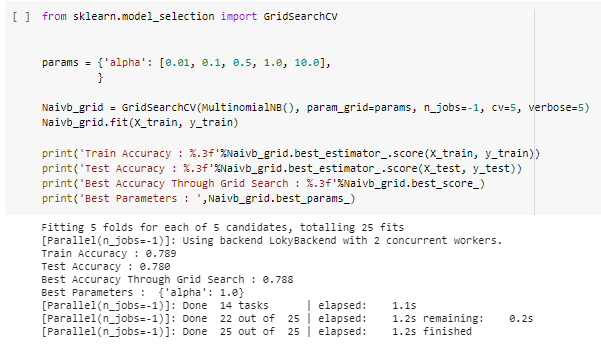 [ ] from sklearn.model_selection import GridSearchCV
params = {'alpha': [0.01, 0.1, 0.5, 1.0, 10.0],
}
Naivb_grid = GridSearchCV(MultinomialNB(), param_grid=params, n_jobs=-1, cv=5, verbose=5)
Naivb_grid.fit(X_train, y_train)
print('Train Accuracy : %.3f'%Naivb_grid.best_estimator_.score(X_train, y_train))
print('Test Accuracy : %.3f'%Naivb_grid.best_estimator_.score(X_test, y_test))
print('Best Accuracy Through Grid Search : %.3f'%Naivb_grid.best_score_)
print('Best Parameters : ',Naivb_grid.best_params_)
Fitting 5 folds for each of 5 candidates, totalling 25 fits
[Parallel(n_jobs=-1)]: Using backend LokyBackend with 2 concurrent workers.
Train Accuracy : 0.789
Test Accuracy : 0.780
Best Accuracy Through Grid Search : 0.788
Best Parameters :  {'alpha': 1.0}
[Parallel(n_jobs=-1)]: Done  14 tasks      | elapsed:    1.1s
[Parallel(n_jobs=-1)]: Done  22 out of  25 | elapsed:    1.2s remaining:    0.2s
[Parallel(n_jobs=-1)]: Done  25 out of  25 | elapsed:    1.2s finished